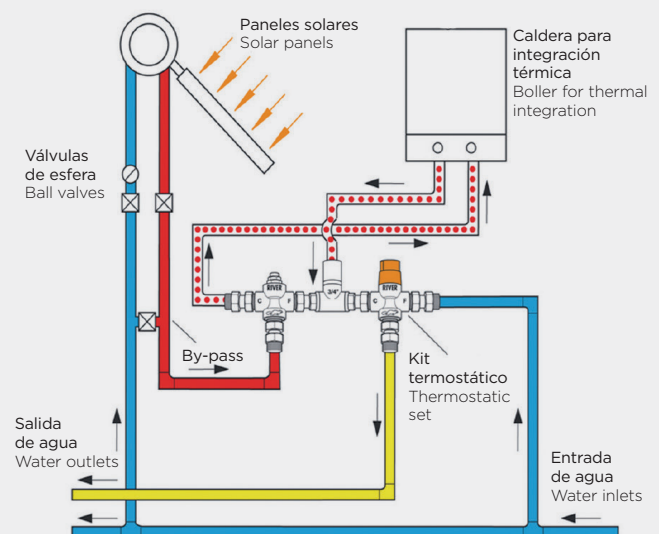 Paneles solares
Solar panels
Caldera para
integración
térmica
Boller for thermal
integration
Válvulas
de esfera
Ball valves
RIVER
C
F
3/4"
RIVER
C
F
By-pass
Kit
termostático
Thermostatic
set
Salida
de agua
Water outlets
Entrada
de agua
Water inlets